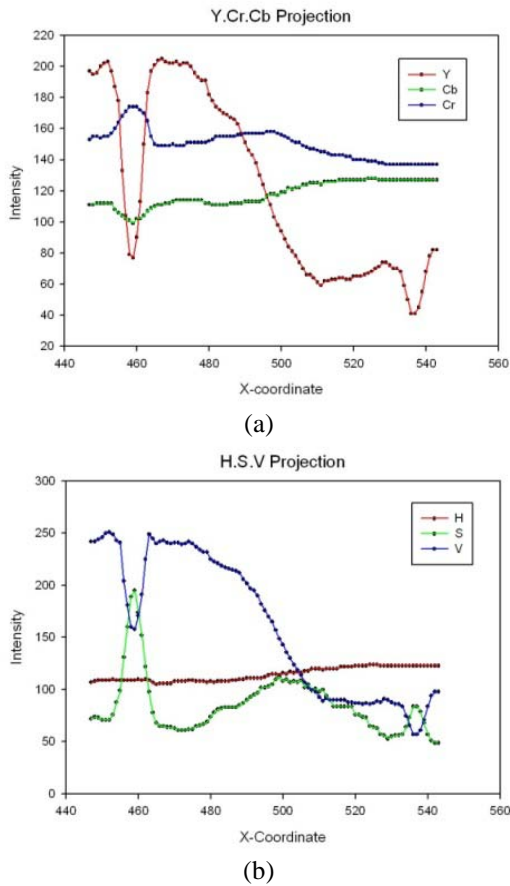 Y.Cr.Cb Projection
220
200
180
160
140
120
100
80
60
40
20
Intensity
Y
Cb
Cr
440 460 480 500 520 540 560
X-coordinate
(a)
H.S.V Projection
300
250
200
150
100
50
0
Intensity
H
S
V
440 460 480 500 520 540 560
X-Coordinate
(b)